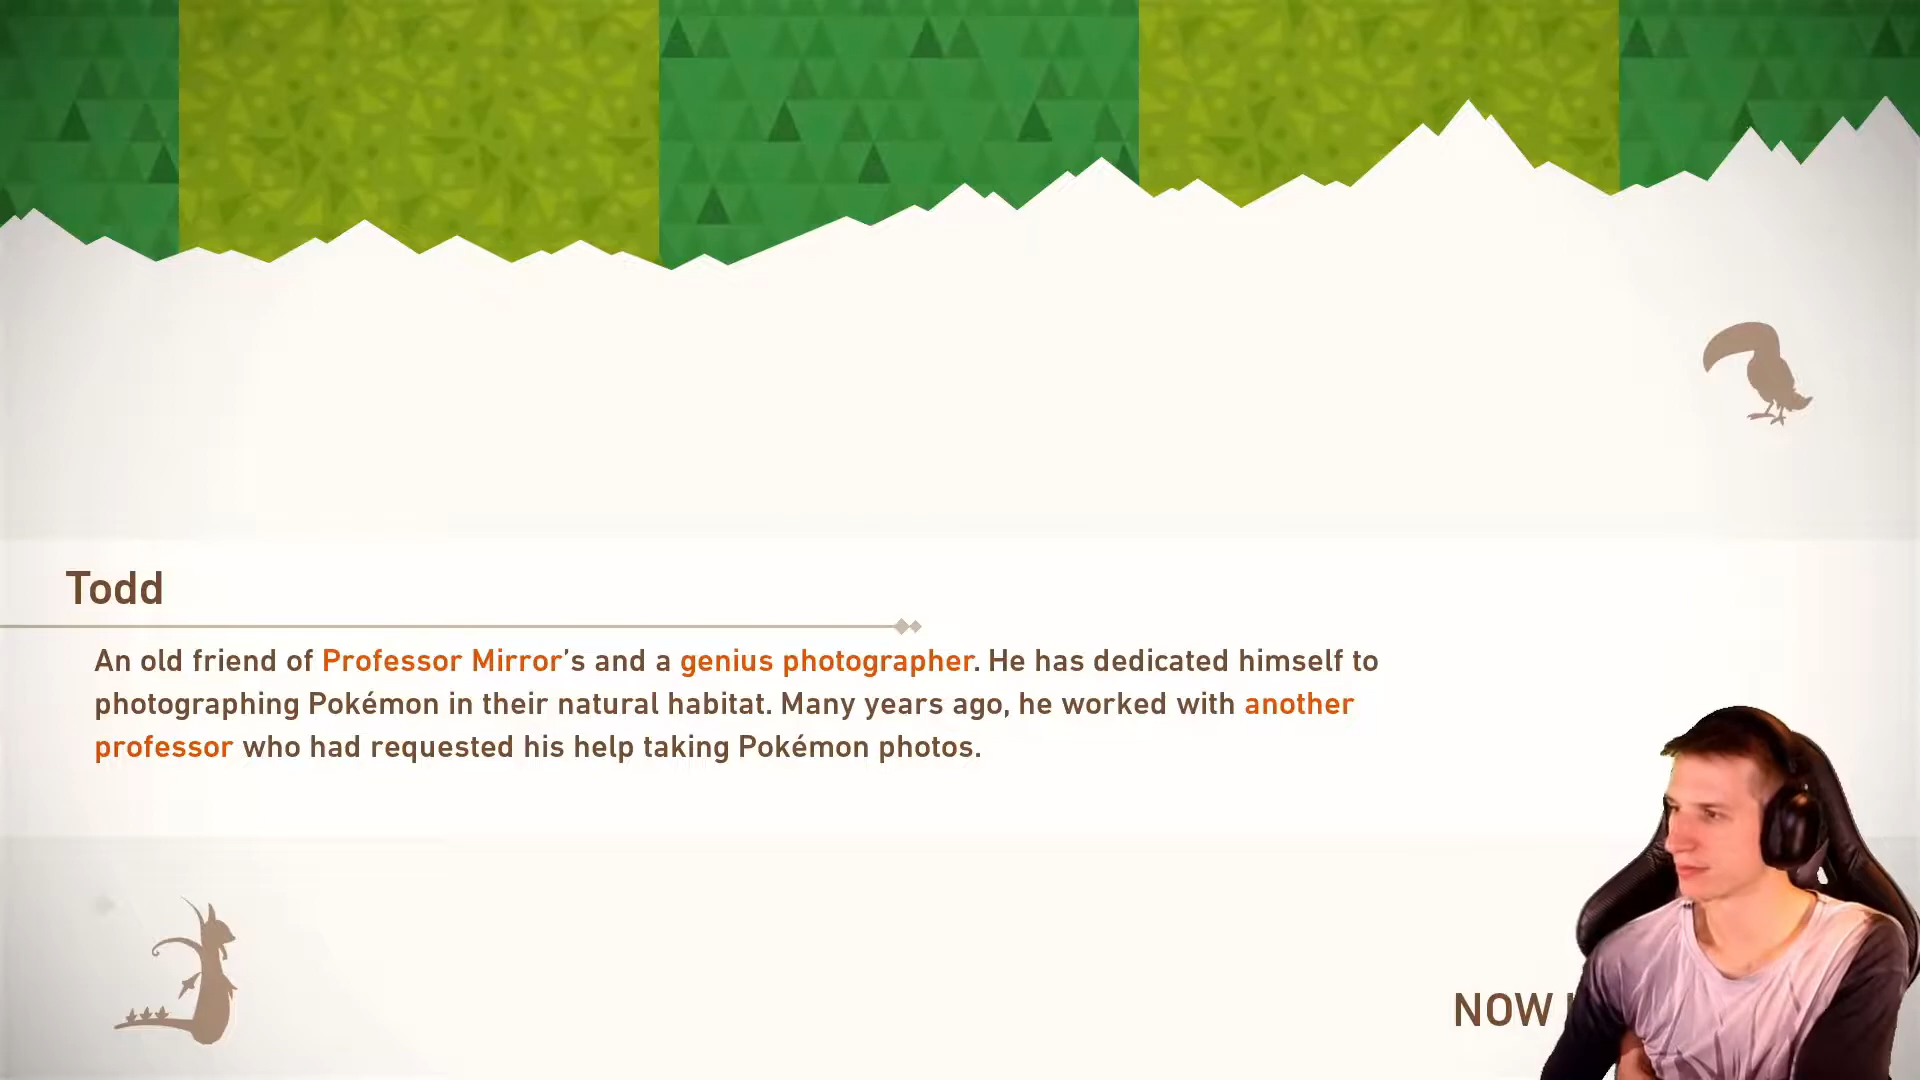 Todd
An old friend of Professor Mirror’s and a genius photographer. He has dedicated himself to
photographing Pokémon in their natural habitat. Many years ago, he worked with another
professor who had requested his help taking Pokémon photos.
NOW